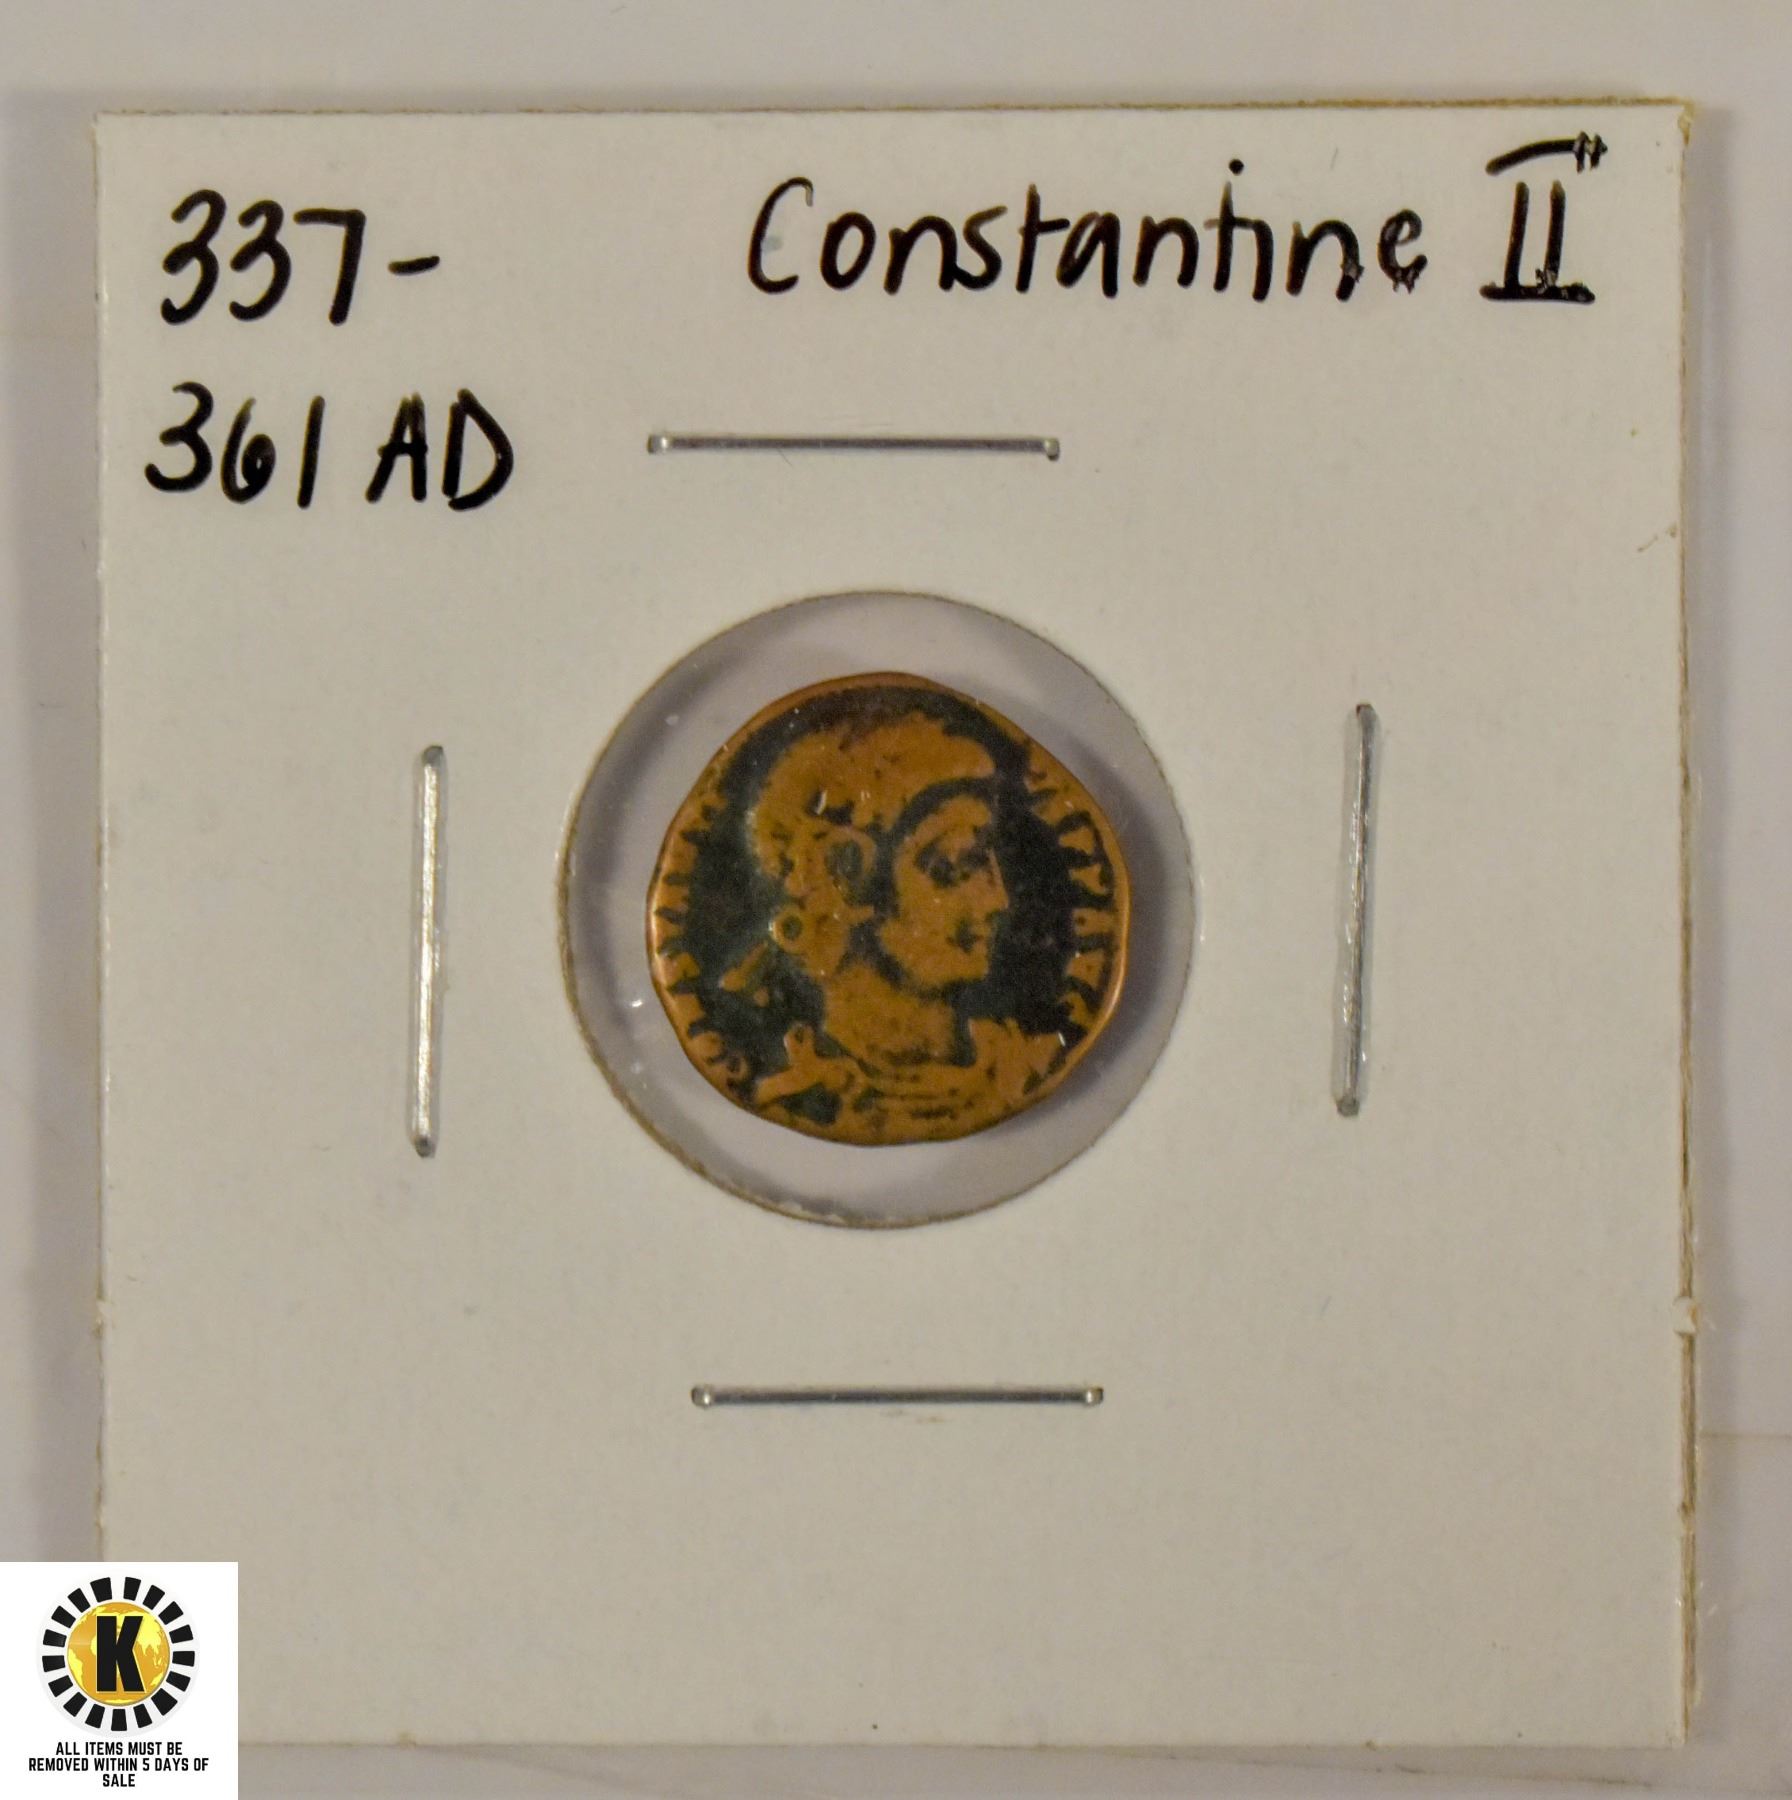 337-
361 AD
Constantine II
K
ALL ITEMS MUST BE
REMOVED WITHIN 5 DAYS OF
SALE